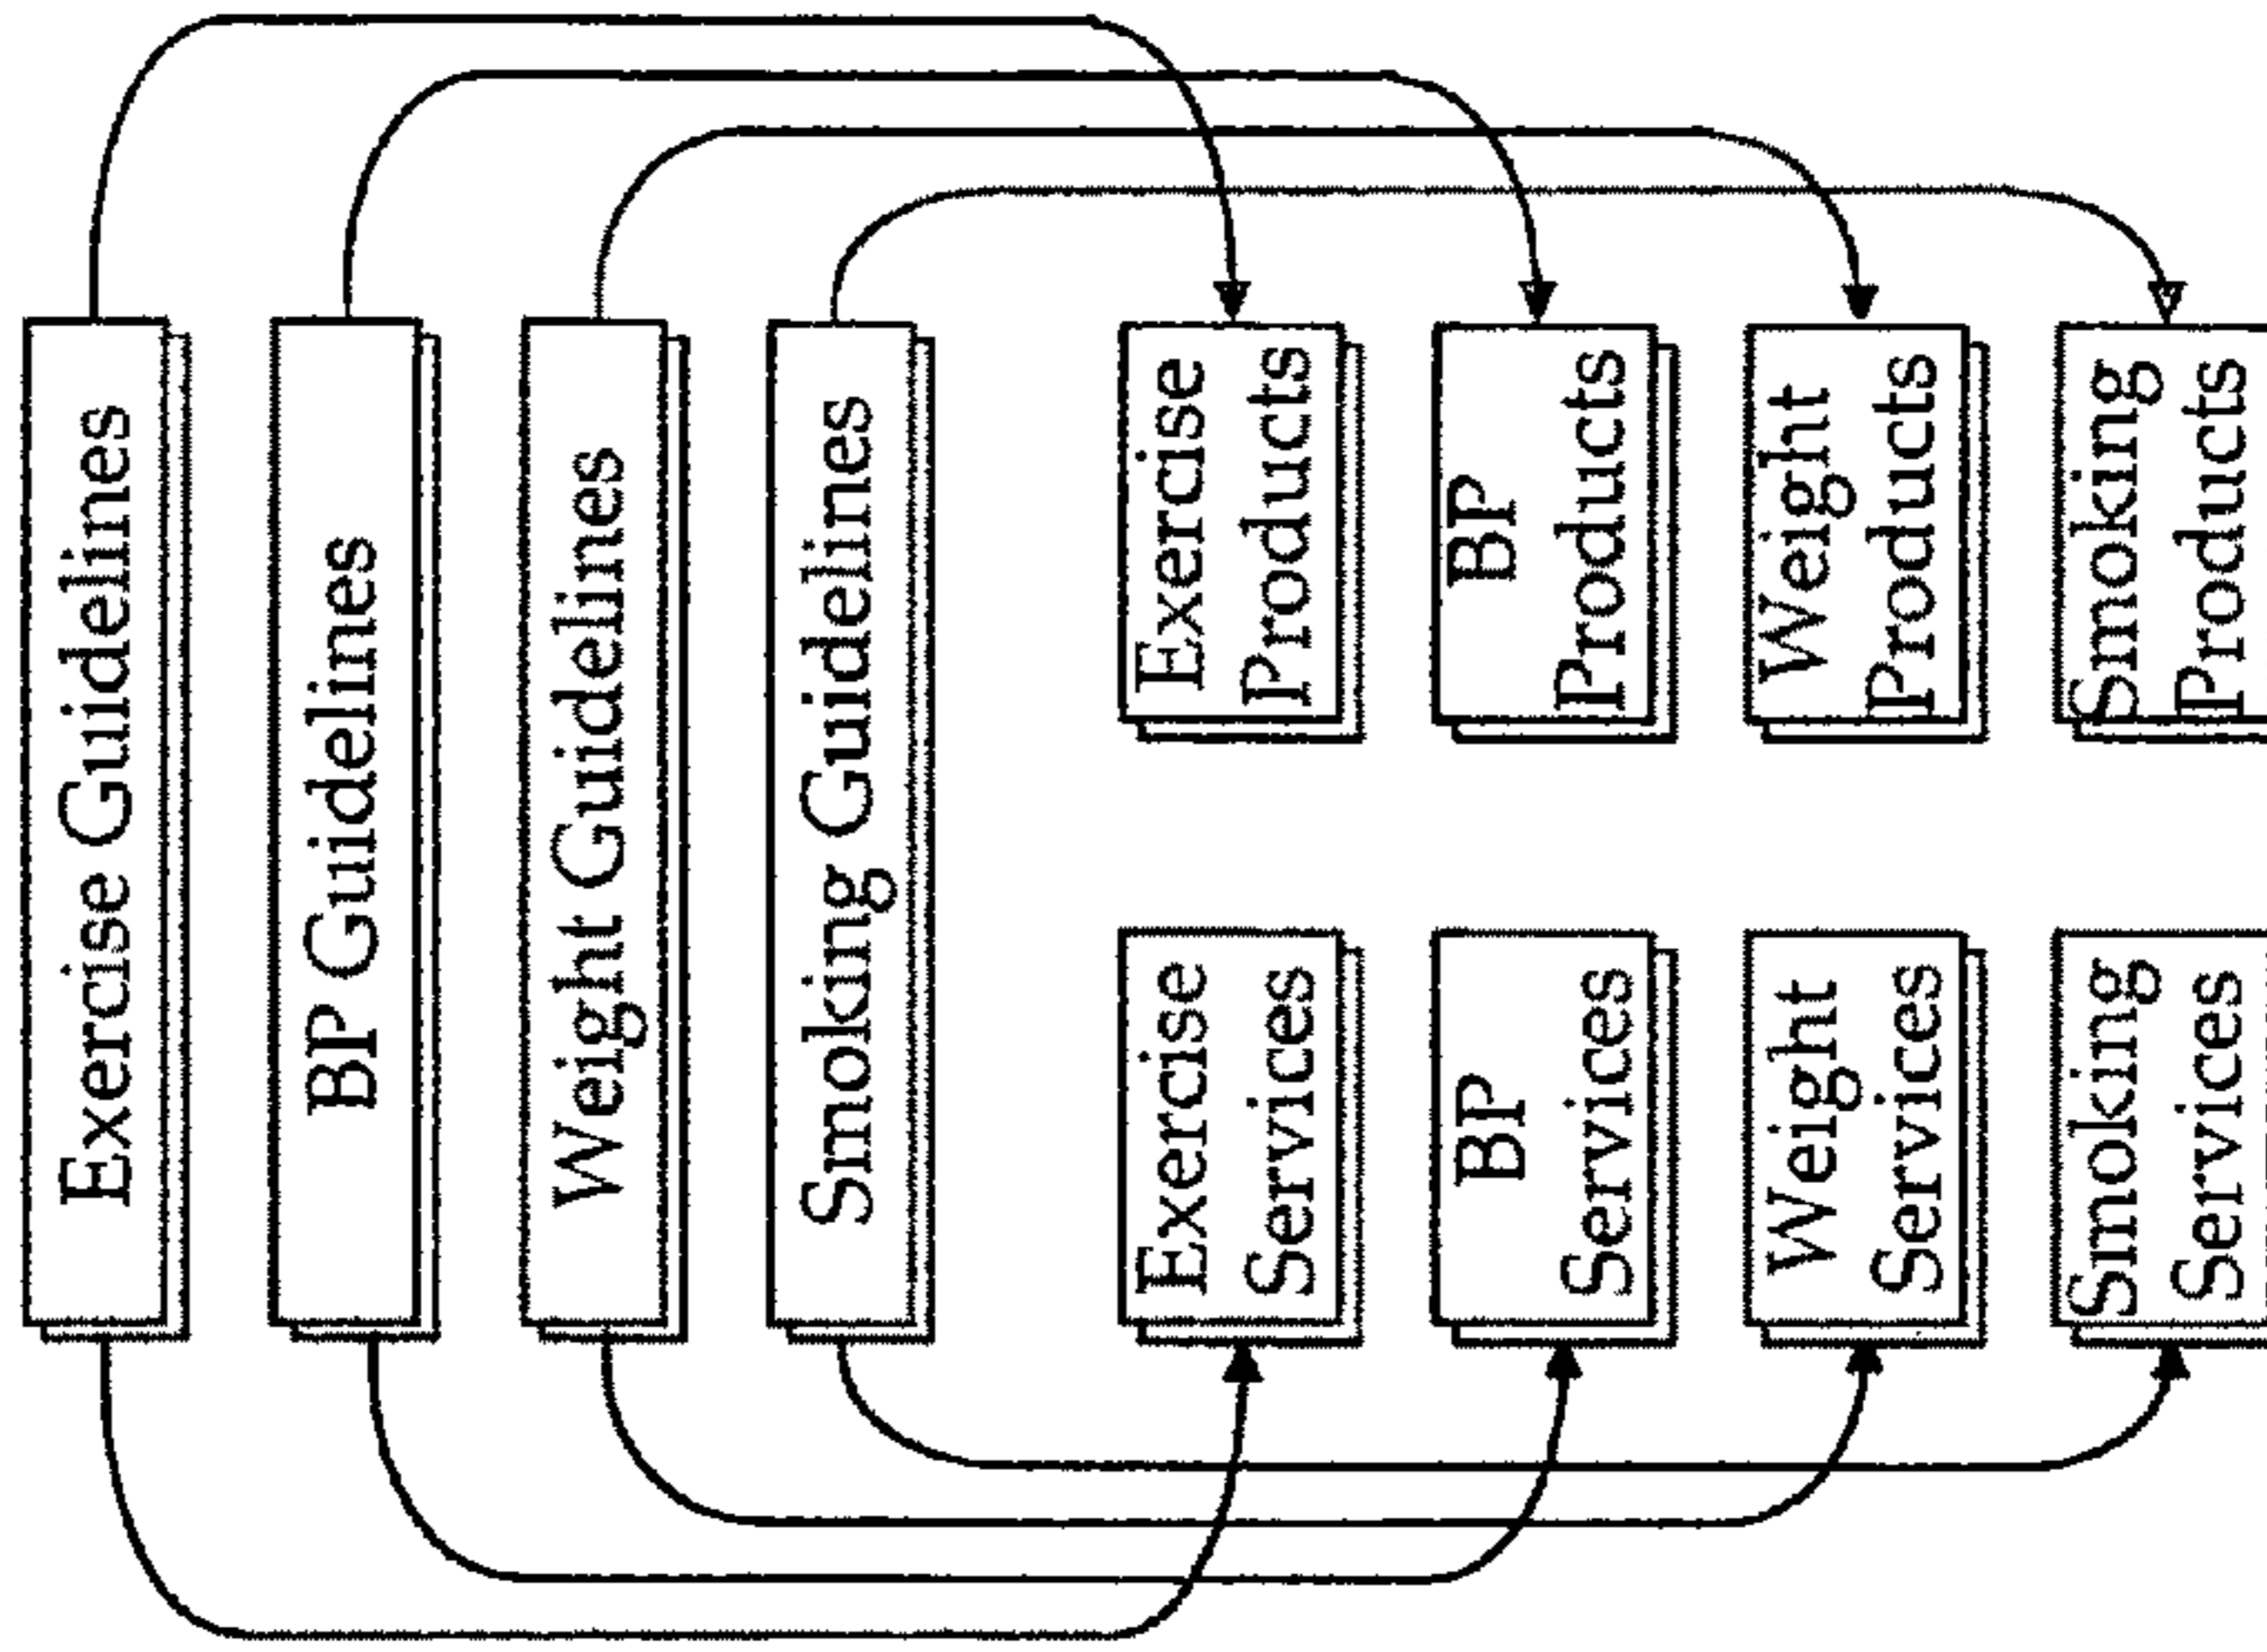 Exercise Guidelines
BP Guidelines
Weight Guidelines
Smoking Guidelines
Exercise
Services
Exercise
Products
BP
Services
BP
Products
Weight
Services
Weight
Products
Smoking
Services
Smoking
Products